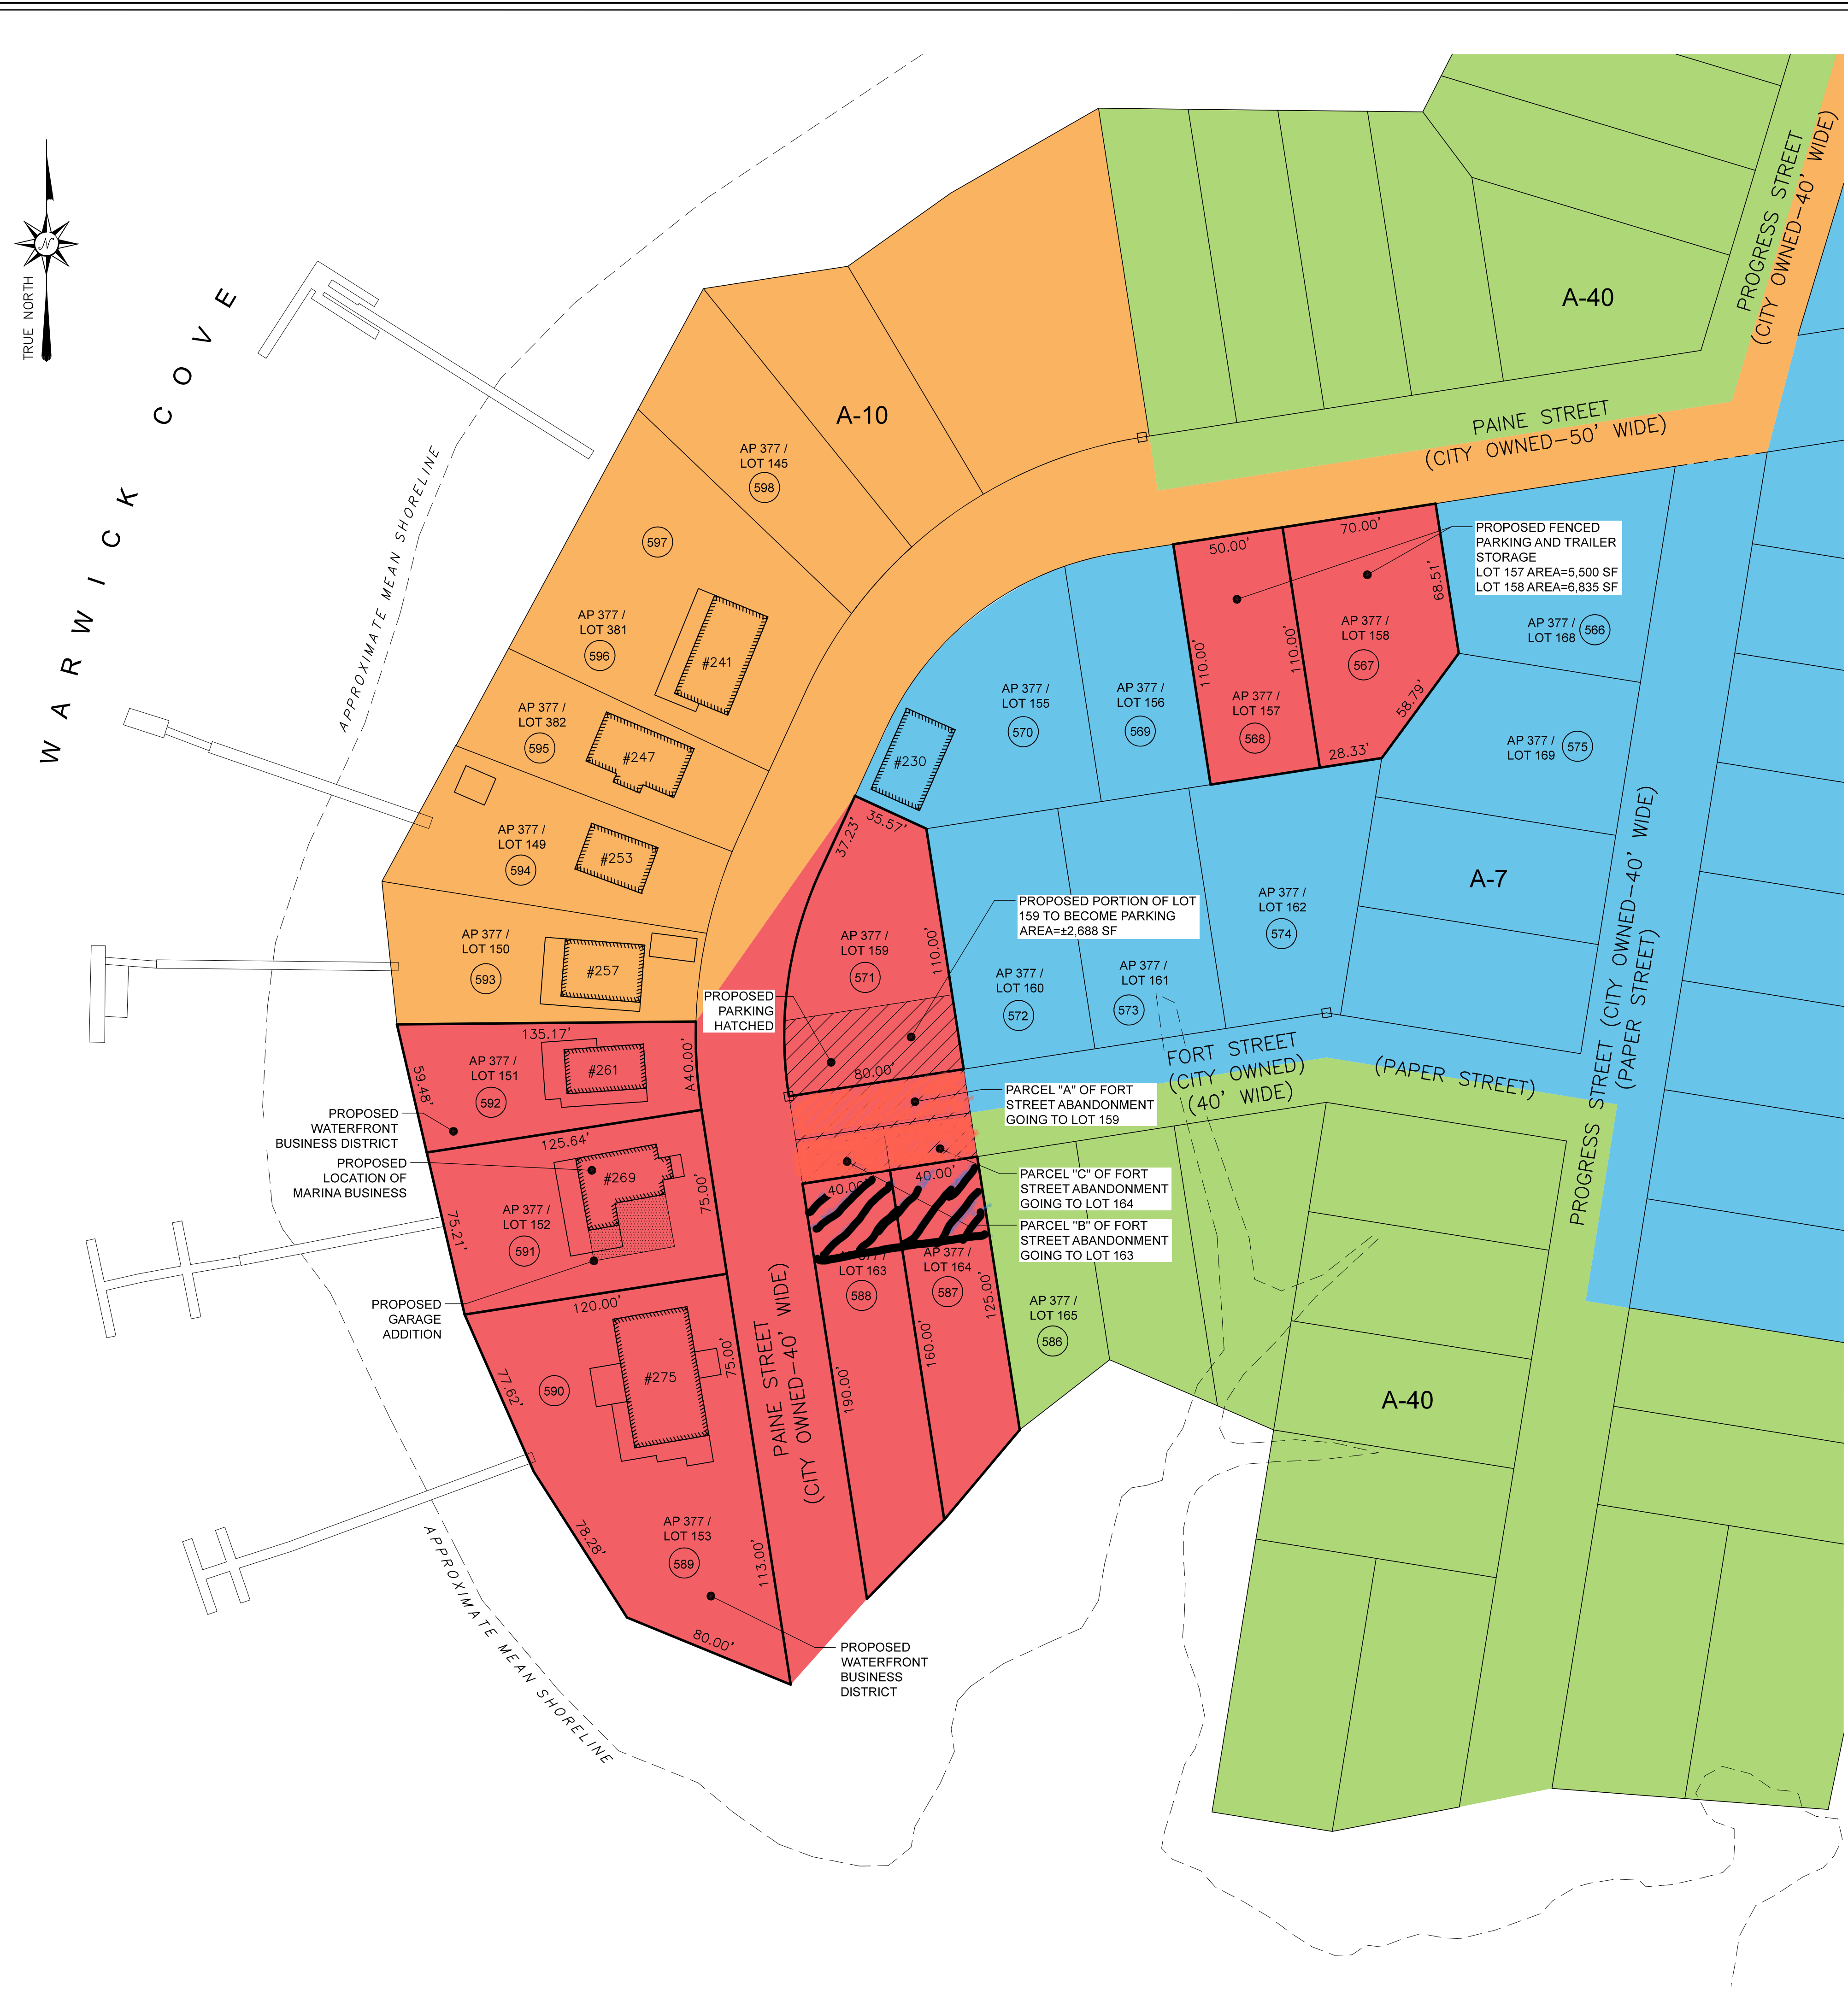 TRUE NORTH
N
WARWICK COVE
APPROXIMATE MEAN SHORELINE
A-10
A-40
PROGRESS STREET
(CITY OWNED-40' WIDE)
PAINE STREET
(CITY OWNED-50' WIDE)
AP 377 /
LOT 145
598
597
AP 377 /
LOT 381
596
#241
AP 377 /
LOT 382
595
#247
AP 377 /
LOT 149
594
#253
AP 377 /
LOT 150
593
#257
50.00'
70.00'
110.00'
110.00'
68.51'
58.79'
28.33'
AP 377 /
LOT 157
568
AP 377 /
LOT 158
567
PROPOSED FENCED
PARKING AND TRAILER
STORAGE
LOT 157 AREA=5,500 SF
LOT 158 AREA=6,835 SF
AP 377 /
LOT 168
566
AP 377 /
LOT 169
575
AP 377 /
LOT 155
570
AP 377 /
LOT 156
569
#230
35.57'
37.23'
110.00'
AP 377 /
LOT 159
571
PROPOSED PORTION OF LOT
159 TO BECOME PARKING
AREA=±2,688 SF
PROPOSED
PARKING
HATCHED
80.00'
AP 377 /
LOT 160
572
AP 377 /
LOT 161
573
AP 377 /
LOT 162
574
A-7
PROGRESS STREET (CITY OWNED-40' WIDE)
(PAPER STREET)
FORT STREET
(CITY OWNED)
(40' WIDE)
(PAPER STREET)
135.17'
59.48'
A40.00'
AP 377 /
LOT 151
592
#261
PROPOSED
WATERFRONT
BUSINESS DISTRICT
PROPOSED
LOCATION OF
MARINA BUSINESS
125.64'
75.00'
75.21'
#269
AP 377 /
LOT 152
591
PROPOSED
GARAGE
ADDITION
120.00'
75.00'
77.62'
590
#275
78.28'
AP 377 /
LOT 153
589
113.00'
80.00'
PROPOSED
WATERFRONT
BUSINESS
DISTRICT
PAINE STREET
(CITY OWNED-40' WIDE)
PARCEL "A" OF FORT
STREET ABANDONMENT
GOING TO LOT 159
PARCEL "C" OF FORT
STREET ABANDONMENT
GOING TO LOT 164
PARCEL "B" OF FORT
STREET ABANDONMENT
GOING TO LOT 163
40.00'
40.00'
AP 377 /
LOT 163
588
AP 377 /
LOT 164
587
190.00'
160.00'
125.00'
AP 377 /
LOT 165
586
A-40
APPROXIMATE MEAN SHORELINE